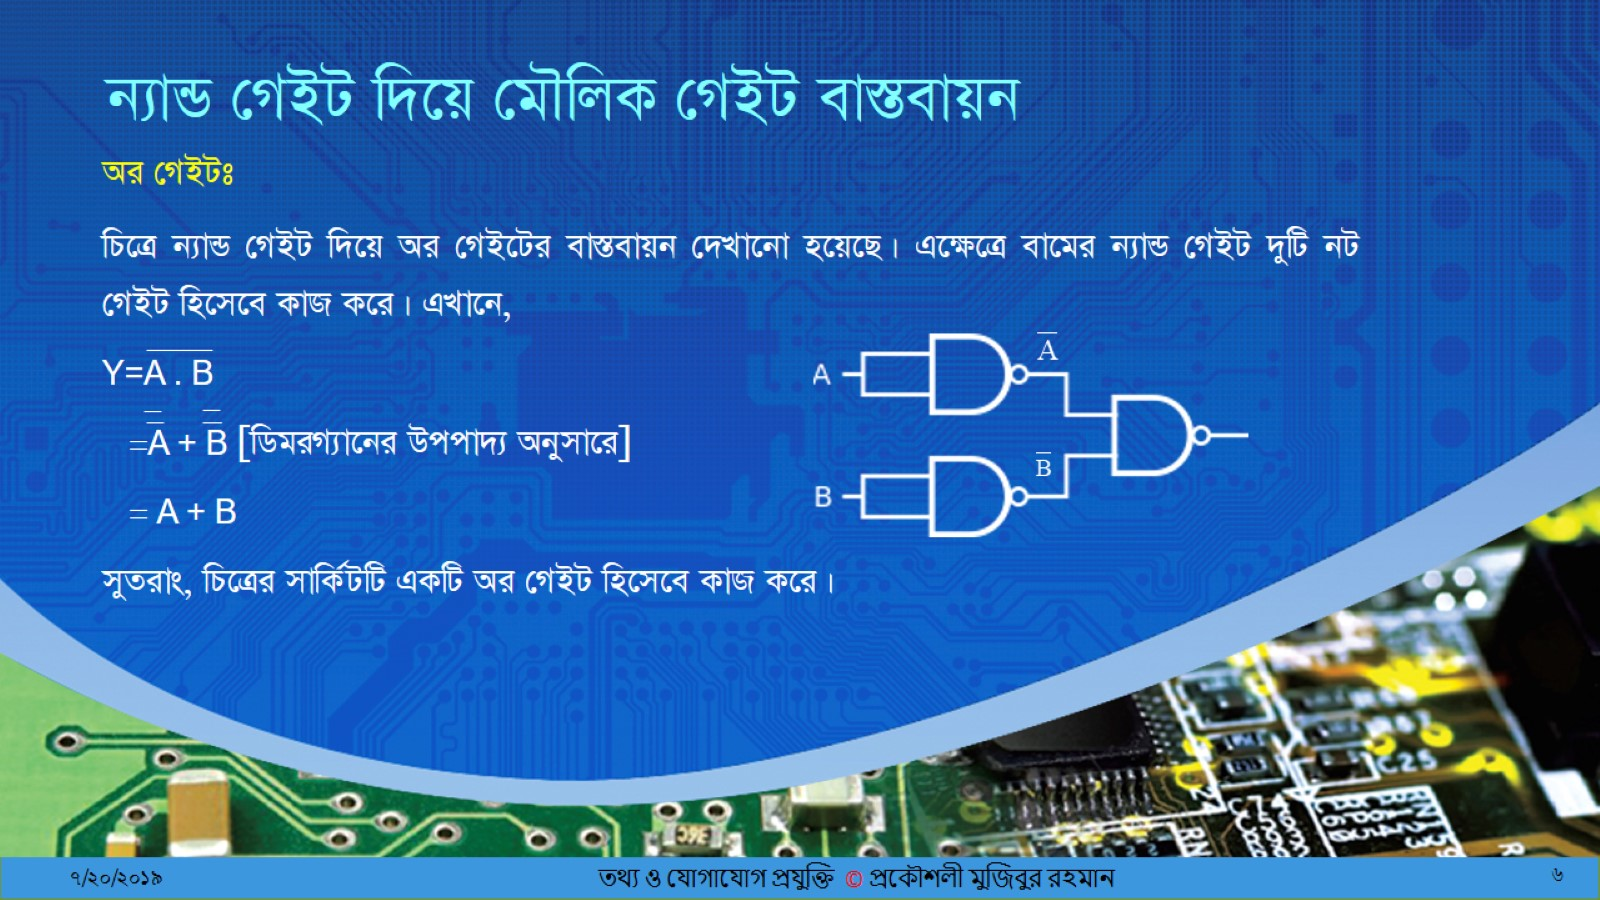 ন্যান্ড গেইট দিয়ে মৌলিক গেইট বাস্তবায়ন
অর গেইটঃ
চিত্রে ন্যান্ড গেইট দিয়ে অর গেইটের বাস্তবায়ন দেখানো হয়েছে। এক্ষেত্রে বামের ন্যান্ড গেইট দুটি নট
গেইট হিসেবে কাজ করে। এখানে,
Y=A̅ . B̅
=A̿ + B̿ [ডিমরগ্যানের উপপাদ্য অনুসারে]
= A + B
A
A̅
B
B̅
সুতরাং, চিত্রের সার্কিটটি একটি অর গেইট হিসেবে কাজ করে।
C25
৭/২০/২০১৯
তথ্য ও যোগাযোগ প্রযুক্তি © প্রকৌশলী মুজিবুর রহমান
৬